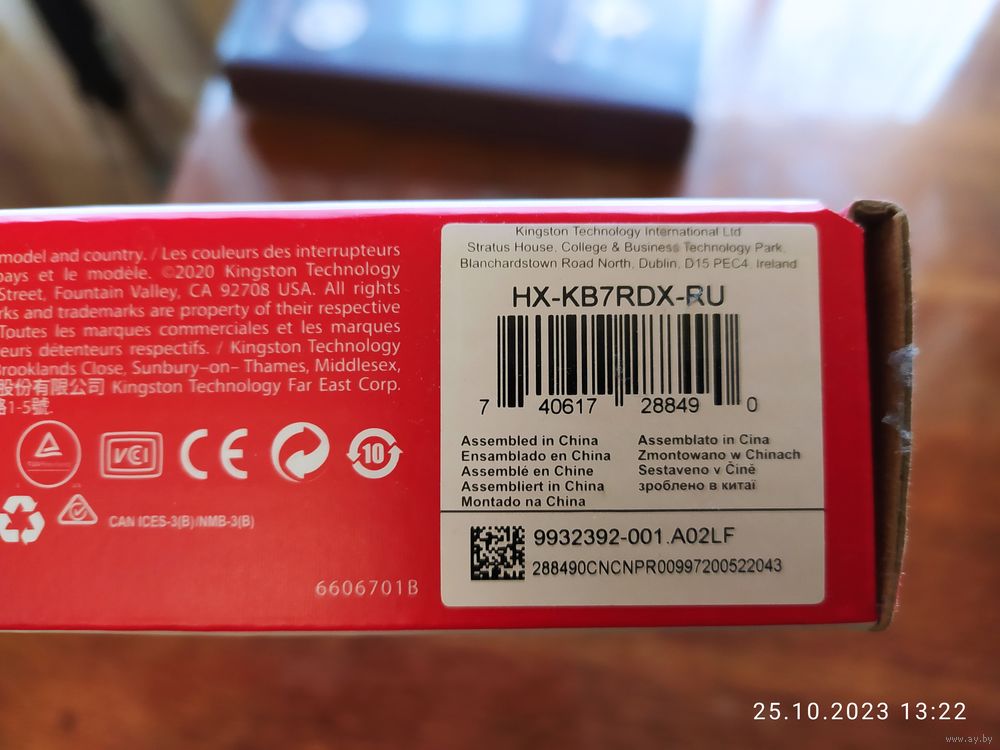 model and country. / Les couleurs des interrupteurs
pays et le modèle. ©2020 Kingston Technology
Street, Fountain Valley, CA 92708 USA. All rights
rks and trademarks are property of their respective
Toutes les marques commerciales et les marques
eurs détenteurs respectifs. / Kingston Technology
Brooklands Close, Sunbury-on- Thames, Middlesex,
股份有限公司 Kingston Technology Far East Corp.
路1-5號.
VCI
CE
10
CAN ICES-3(B)/NMB-3(B)
6606701B
Kingston Technology International Ltd
Stratus House, College & Business Technology Park,
Blanchardstown Road North, Dublin, D15 PEC4, Ireland
HX-KB7RDX-RU
7 40617 28849 0
Assembled in China
Ensamblado en China
Assemblé en Chine
Assembliert in China
Montado na China
Assemblato in Cina
Zmontowano w Chinach
Sestaveno v Číně
зроблено в китаї
9932392-001.A02LF
288490CNCNPR00997200522043
25.10.2023 13:22
www.ay.by